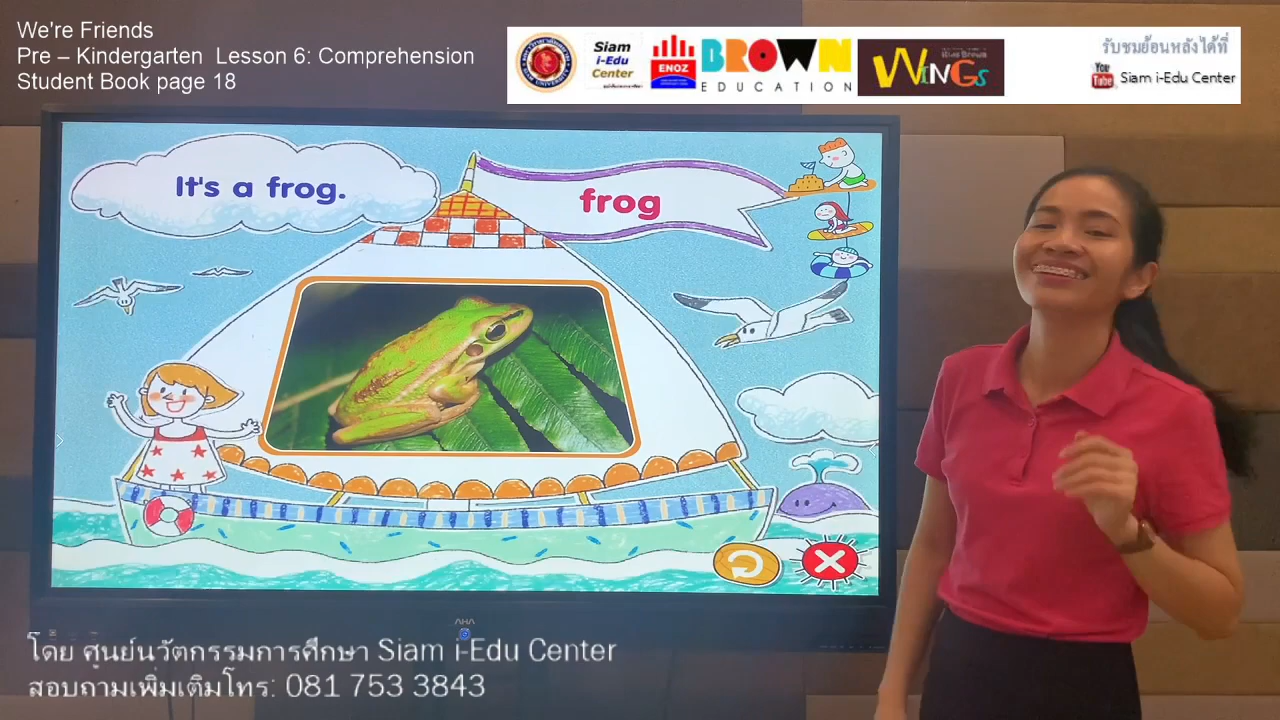 We're Friends
Pre – Kindergarten Lesson 6: Comprehension
Student Book page 18
Siam
i-Edu
Center
ENOZ
BROWN
EDUCATION
WINGS
รับชมย้อนหลังได้ที่
You
Tube
Siam i-Edu Center
It's a frog.
frog
AHA
โดย ศูนย์นวัตกรรมการศึกษา Siam i-Edu Center
สอบถามเพิ่มเติมโทร: 081 753 3843